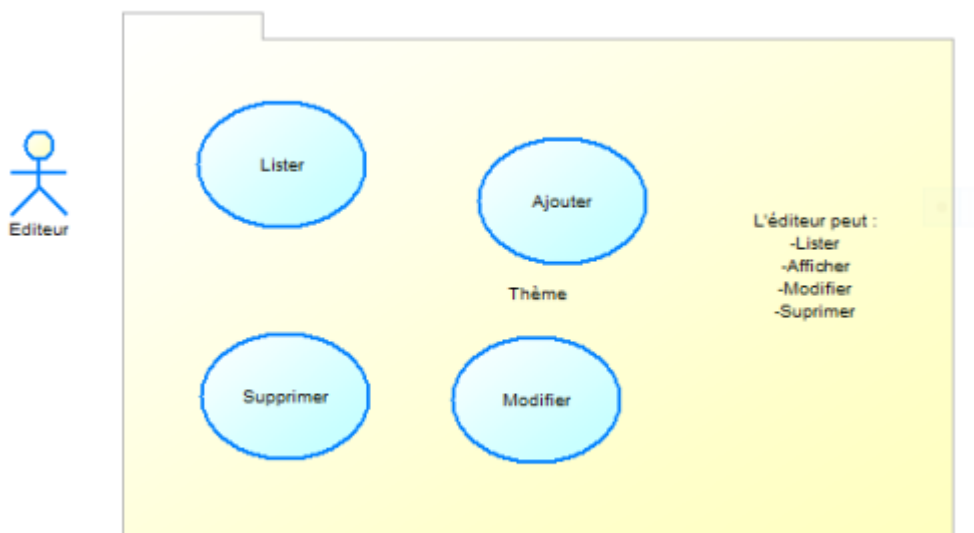 Lister
Ajouter
Editeur
L'éditeur peut :
-Lister
-Afficher
-Modifier
-Suprimer
Thème
Supprimer
Modifier